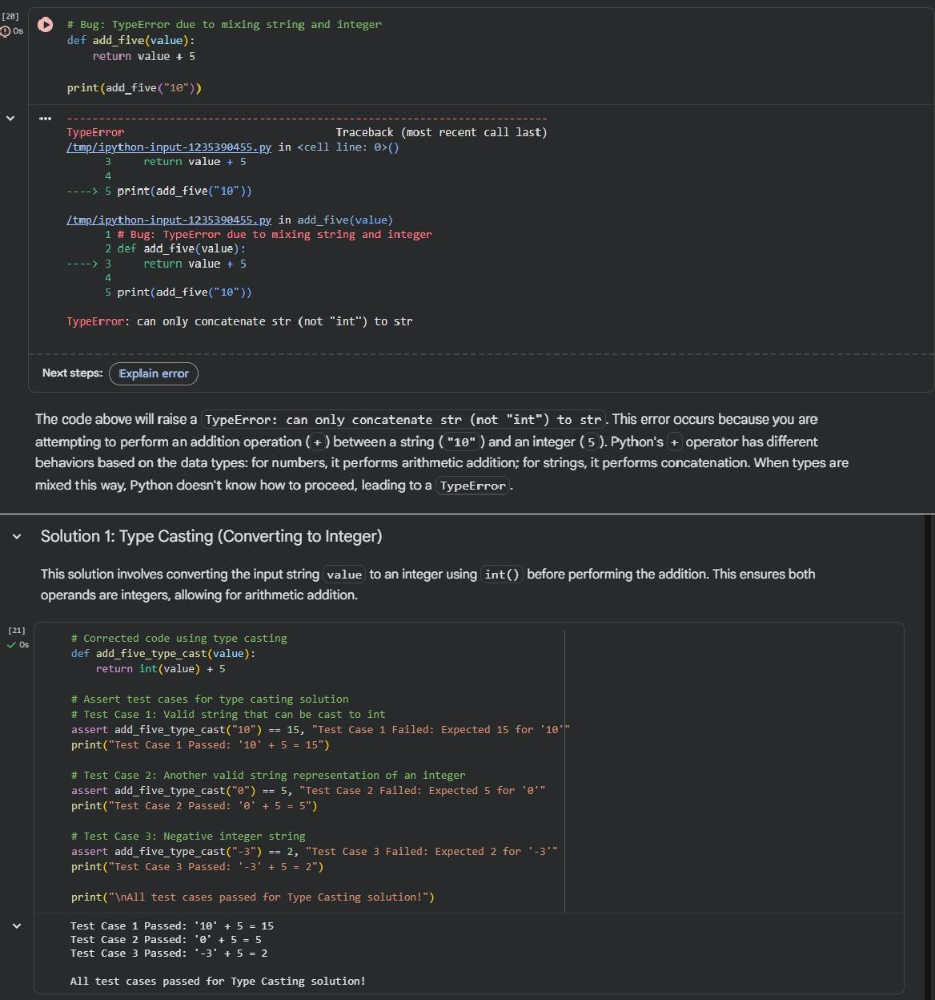 [20]
0s
# Bug: TypeError due to mixing string and integer
def add_five(value):
    return value + 5

print(add_five("10"))

---------------------------------------------------------------------------
TypeError                                 Traceback (most recent call last)
/tmp/ipython-input-1235390455.py in <cell line: 0>()
      3     return value + 5
      4
----> 5 print(add_five("10"))

/tmp/ipython-input-1235390455.py in add_five(value)
      1 # Bug: TypeError due to mixing string and integer
      2 def add_five(value):
----> 3     return value + 5
      4
      5 print(add_five("10"))

TypeError: can only concatenate str (not "int") to str

Next steps: Explain error
The code above will raise a TypeError: can only concatenate str (not "int") to str. This error occurs because you are
attempting to perform an addition operation (+) between a string ("10") and an integer (5). Python's + operator has different
behaviors based on the data types: for numbers, it performs arithmetic addition; for strings, it performs concatenation. When types are
mixed this way, Python doesn't know how to proceed, leading to a TypeError.
Solution 1: Type Casting (Converting to Integer)
This solution involves converting the input string value to an integer using int() before performing the addition. This ensures both
operands are integers, allowing for arithmetic addition.
[21]
0s
# Corrected code using type casting
def add_five_type_cast(value):
    return int(value) + 5

# Assert test cases for type casting solution
# Test Case 1: Valid string that can be cast to int
assert add_five_type_cast("10") == 15, "Test Case 1 Failed: Expected 15 for '10'"
print("Test Case 1 Passed: '10' + 5 = 15")

# Test Case 2: Another valid string representation of an integer
assert add_five_type_cast("0") == 5, "Test Case 2 Failed: Expected 5 for '0'"
print("Test Case 2 Passed: '0' + 5 = 5")

# Test Case 3: Negative integer string
assert add_five_type_cast("-3") == 2, "Test Case 3 Failed: Expected 2 for '-3'"
print("Test Case 3 Passed: '-3' + 5 = 2")

print("\nAll test cases passed for Type Casting solution!")
Test Case 1 Passed: '10' + 5 = 15
Test Case 2 Passed: '0' + 5 = 5
Test Case 3 Passed: '-3' + 5 = 2

All test cases passed for Type Casting solution!